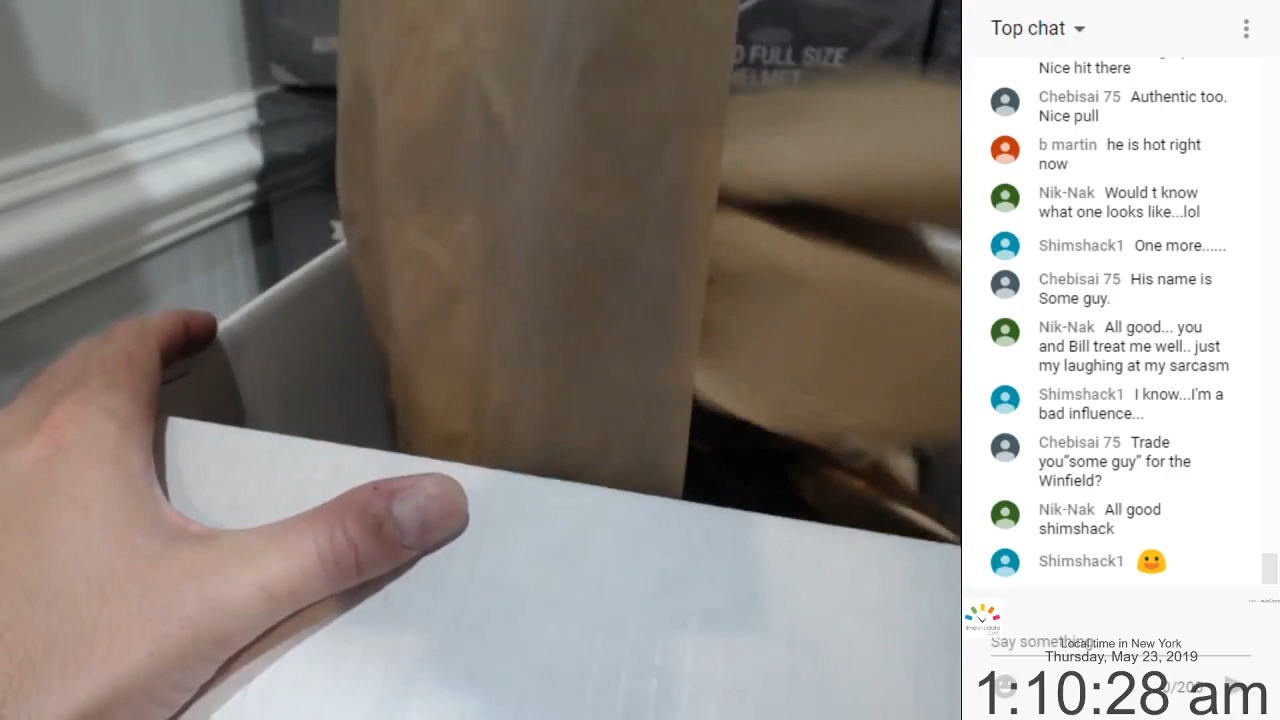 O FULL SIZE
HELMET
Top chat
Nice hit there
Chebisai 75 Authentic too.
Nice pull
b martin he is hot right
now
Nik-Nak Would t know
what one looks like...lol
Shimshack1 One more......
Chebisai 75 His name is
Some guy.
Nik-Nak All good... you
and Bill treat me well.. just
my laughing at my sarcasm
Shimshack1 I know...I'm a
bad influence...
Chebisai 75 Trade
you"some guy" for the
Winfield?
Nik-Nak All good
shimshack
Shimshack1
Say something...
Local time in New York
Thursday, May 23, 2019
1:10:28 am